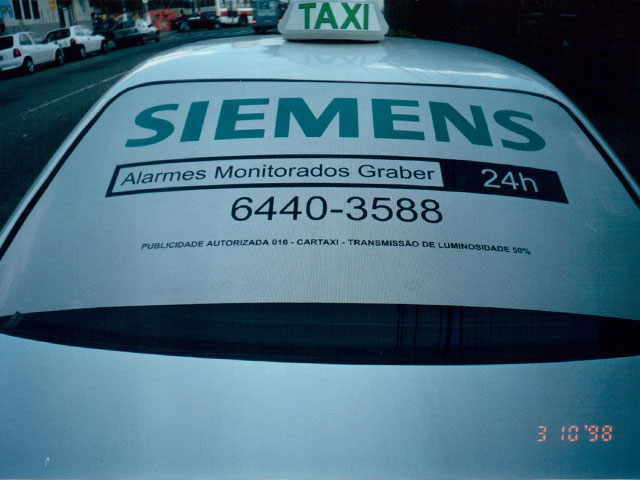 TAXI
SIEMENS
Alarmes Monitorados Graber 24h
6440-3588
PUBLICIDADE AUTORIZADA 016 - CARTAXI - TRANSMISSÃO DE LUMINOSIDADE 50%
3 10 '98